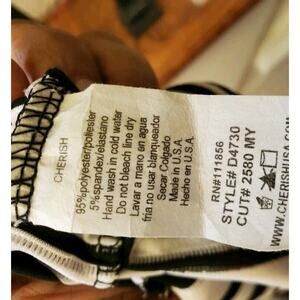 CHERISH
95%polyester/poliester
5%spandex/elastano
Hand wash in cold water
Do not bleach line dry
Lavar a mano en agua
fria no usar blanqueador
Secar Colgado
Made in U.S.A.
Hecho en U.S.A.
RN#111856
STYLE# D4730
CUT# 2580 MY
WWW.CHERISHUSA.CO